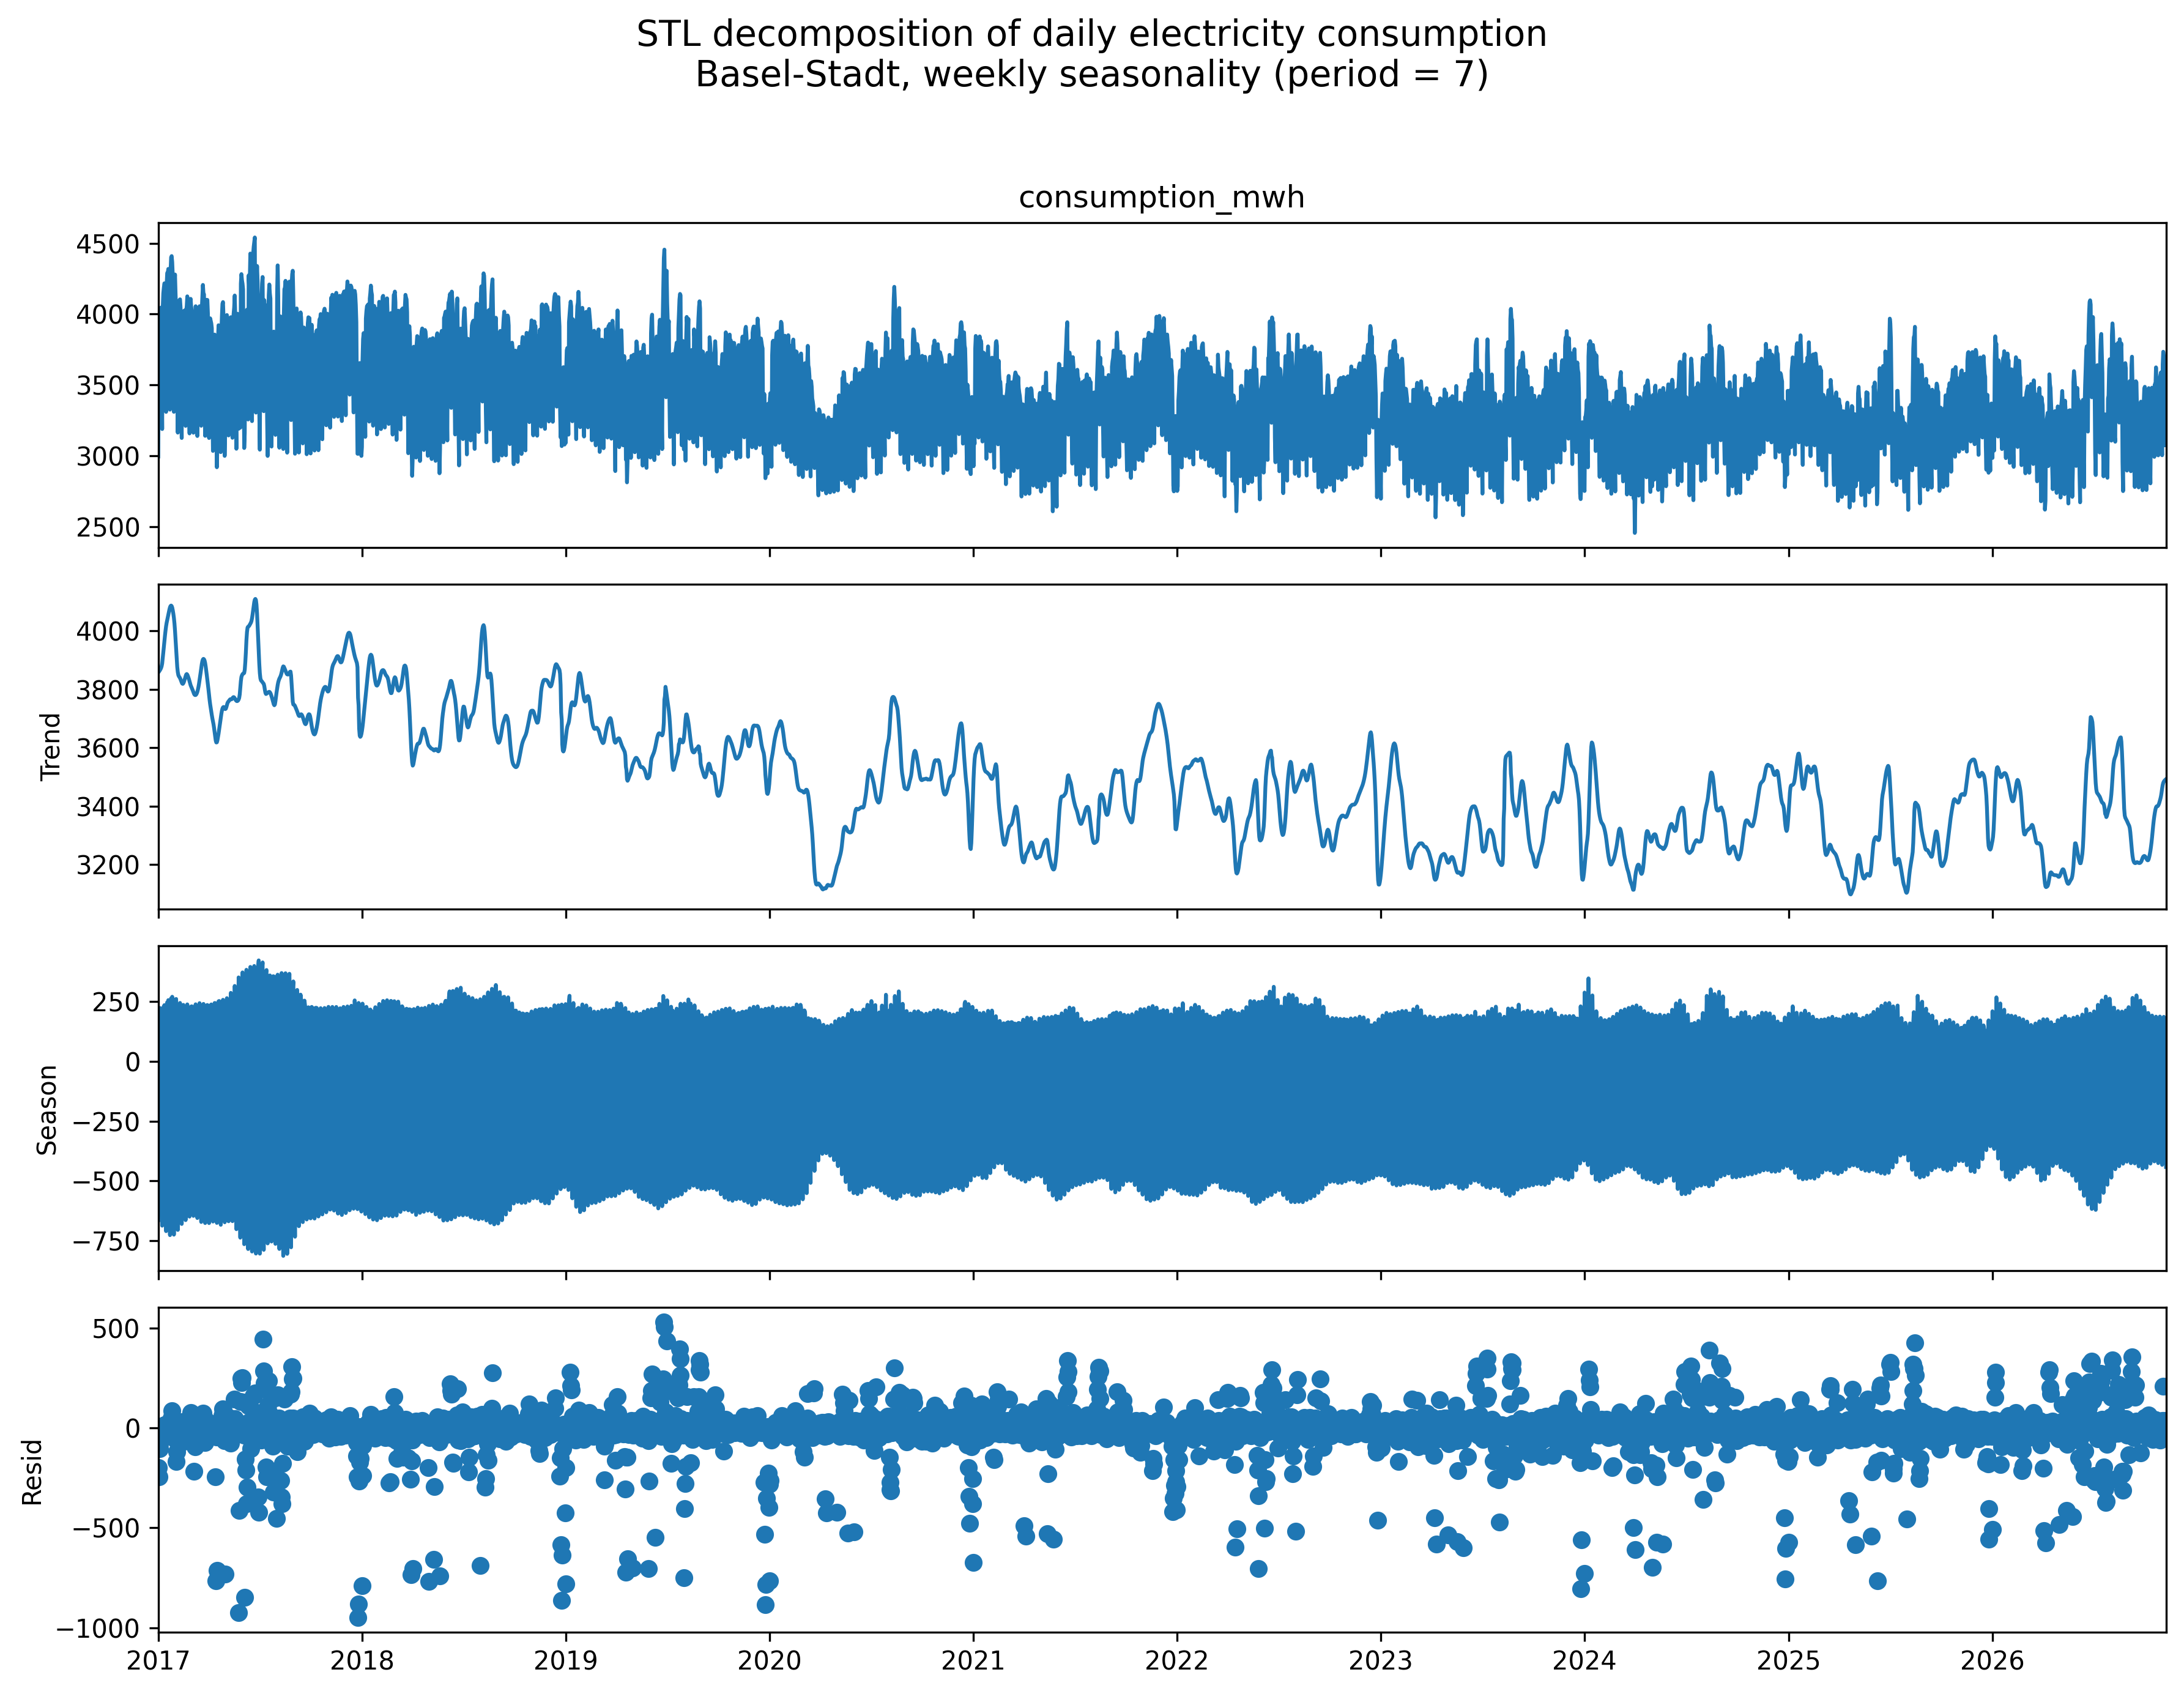 STL decomposition of daily electricity consumption
Basel-Stadt, weekly seasonality (period = 7)
consumption_mwh
4500
4000
3500
3000
2500
Trend
4000
3800
3600
3400
3200
Season
250
0
−250
−500
−750
Resid
500
0
−500
−1000
2017 2018 2019 2020 2021 2022 2023 2024 2025 2026